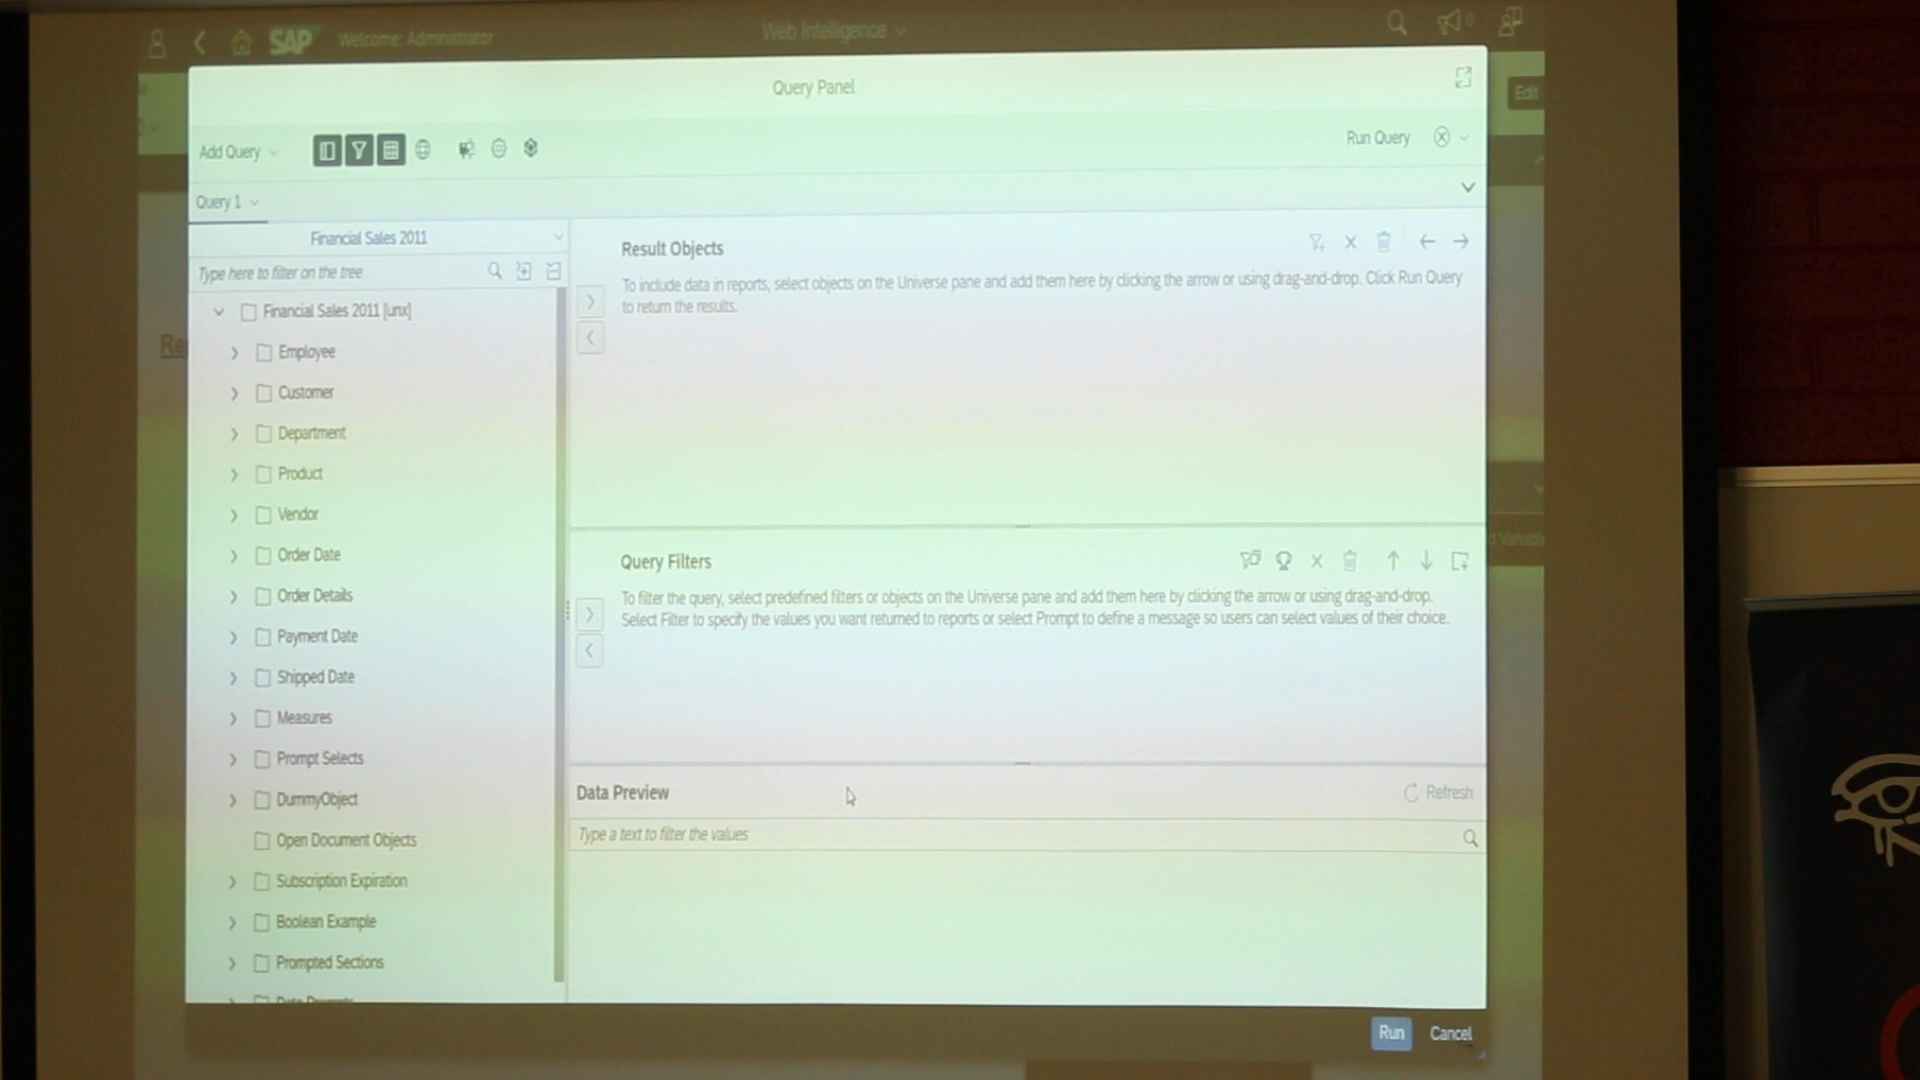 SAP Welcome: Administrator
Web Intelligence
Query Panel
Edit
Add Query
Run Query
Query 1
Financial Sales 2011
Type here to filter on the tree
Financial Sales 2011 [unx]
Employee
Customer
Department
Product
Vendor
Order Date
Order Details
Payment Date
Shipped Date
Measures
Prompt Selects
DummyObject
Open Document Objects
Subscription Expiration
Boolean Example
Prompted Sections
Result Objects
To include data in reports, select objects on the Universe pane and add them here by clicking the arrow or using drag-and-drop. Click Run Query
to return the results.
Query Filters
To filter the query, select predefined filters or objects on the Universe pane and add them here by clicking the arrow or using drag-and-drop.
Select Filter to specify the values you want returned to reports or select Prompt to define a message so users can select values of their choice.
Data Preview
Refresh
Type a text to filter the values
Run
Cancel